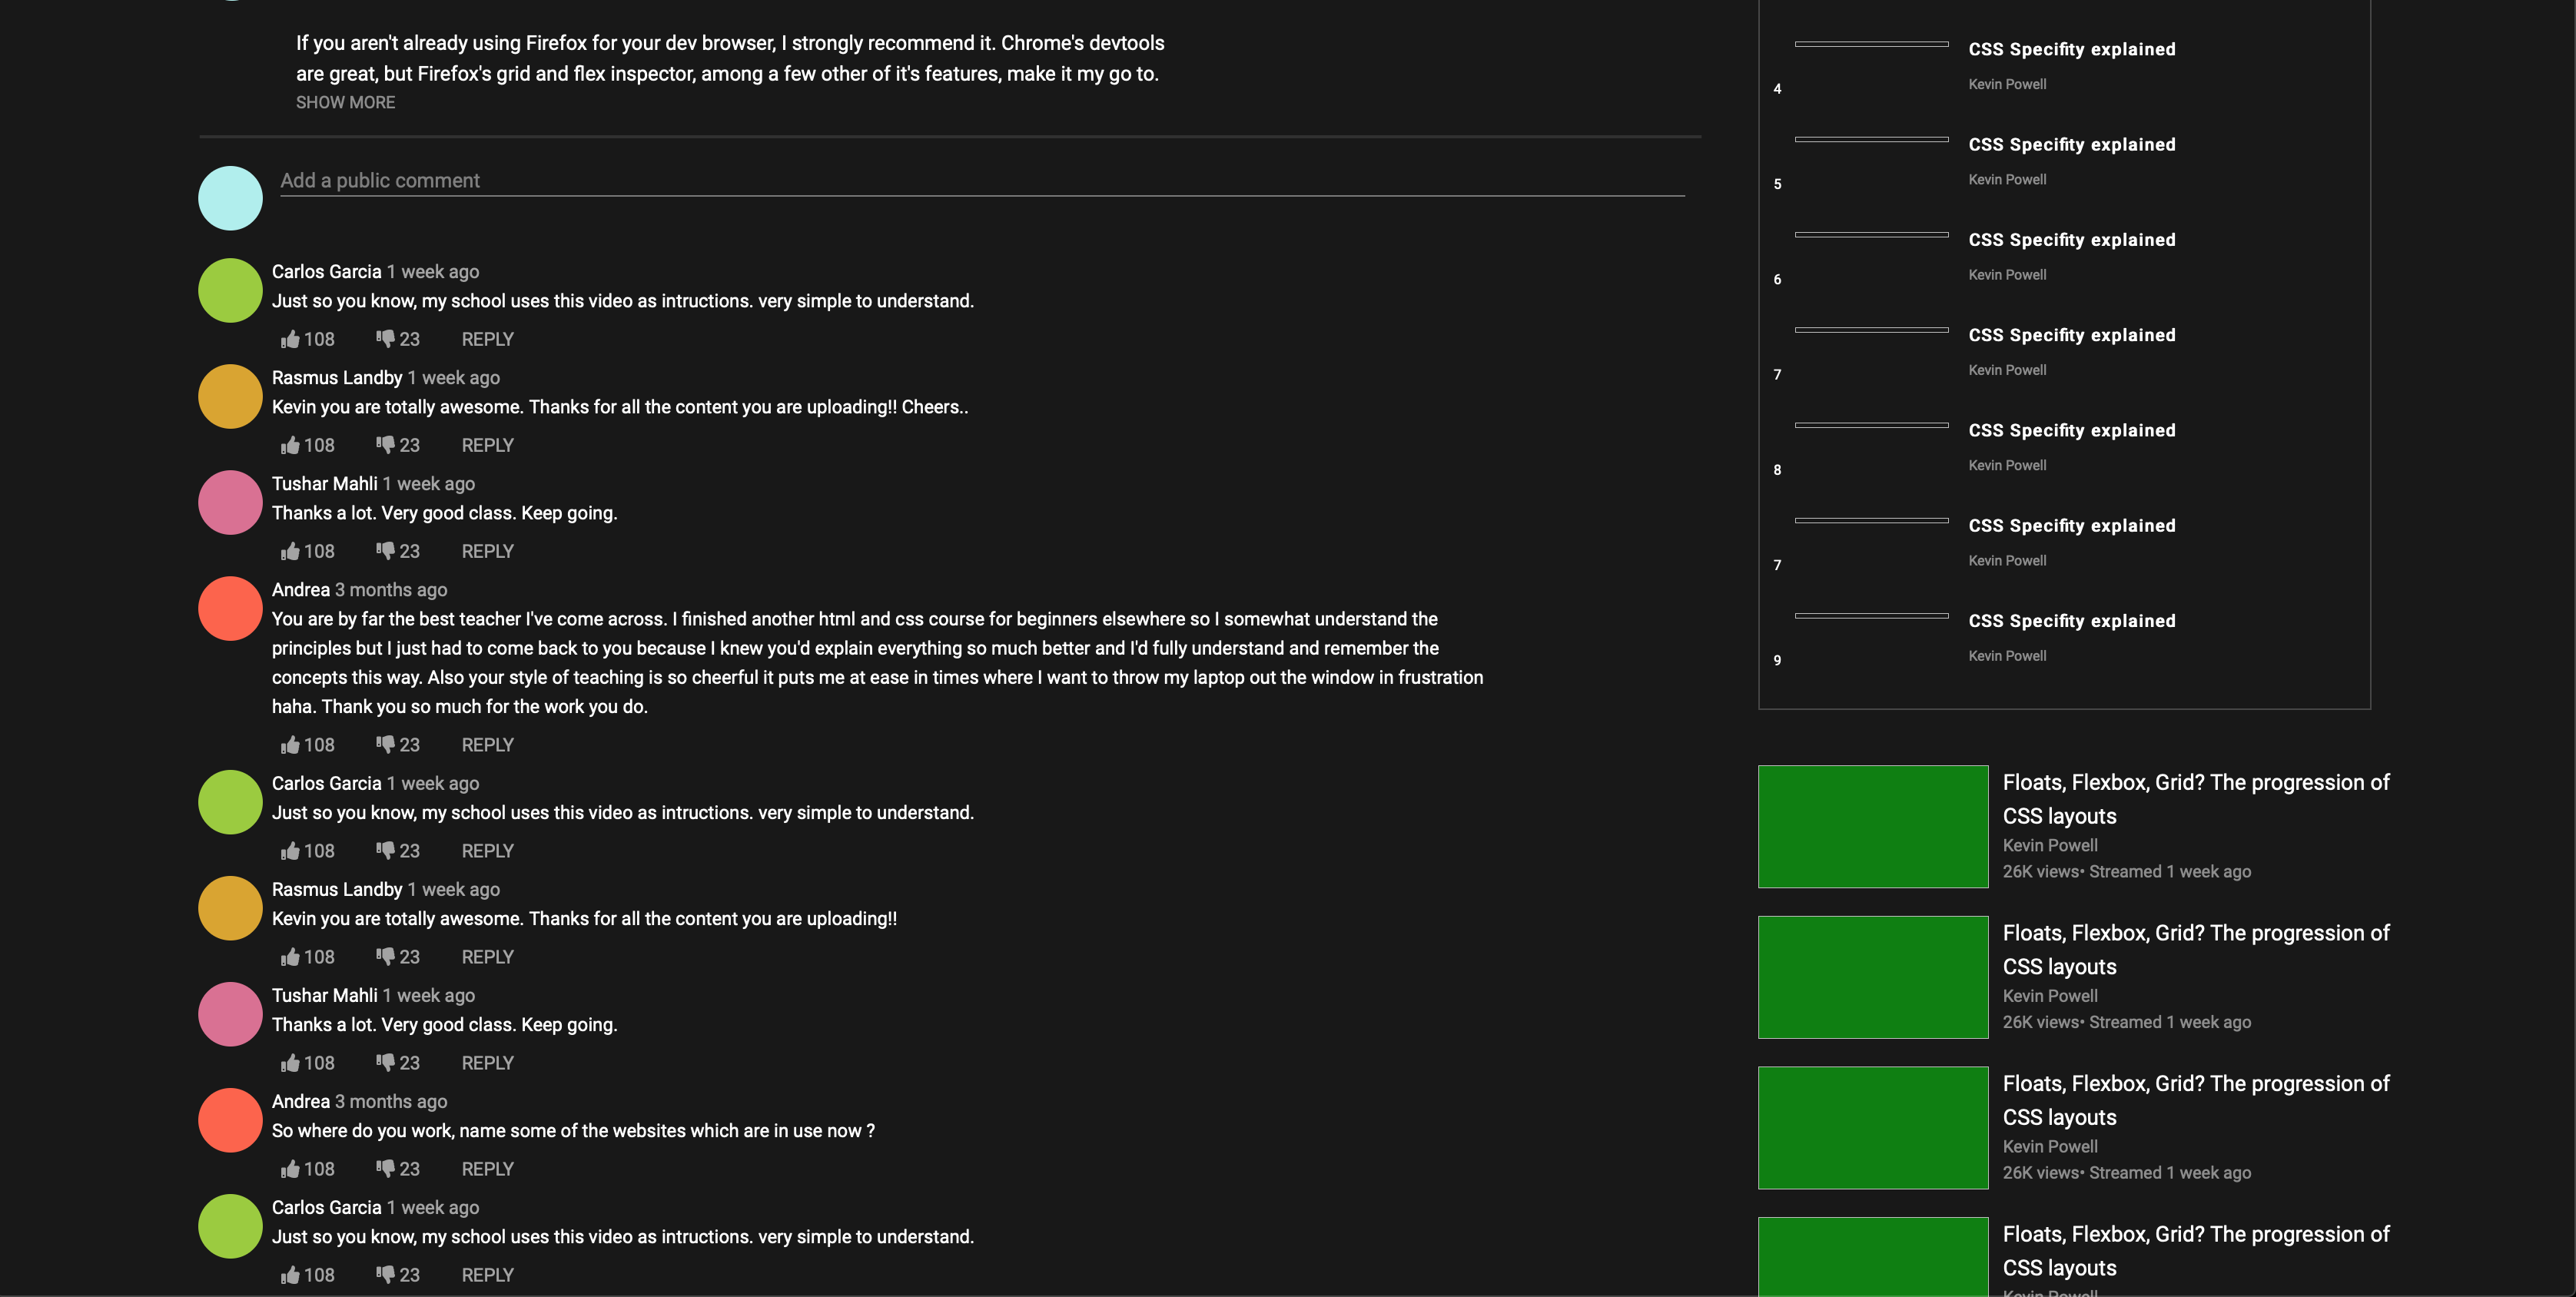 If you aren't already using Firefox for your dev browser, I strongly recommend it. Chrome's devtools
are great, but Firefox's grid and flex inspector, among a few other of it's features, make it my go to.
SHOW MORE
Add a public comment
Carlos Garcia 1 week ago
Just so you know, my school uses this video as intructions. very simple to understand.
108 23 REPLY
Rasmus Landby 1 week ago
Kevin you are totally awesome. Thanks for all the content you are uploading!! Cheers..
108 23 REPLY
Tushar Mahli 1 week ago
Thanks a lot. Very good class. Keep going.
108 23 REPLY
Andrea 3 months ago
You are by far the best teacher I've come across. I finished another html and css course for beginners elsewhere so I somewhat understand the
principles but I just had to come back to you because I knew you'd explain everything so much better and I'd fully understand and remember the
concepts this way. Also your style of teaching is so cheerful it puts me at ease in times where I want to throw my laptop out the window in frustration
haha. Thank you so much for the work you do.
108 23 REPLY
Carlos Garcia 1 week ago
Just so you know, my school uses this video as intructions. very simple to understand.
108 23 REPLY
Rasmus Landby 1 week ago
Kevin you are totally awesome. Thanks for all the content you are uploading!!
108 23 REPLY
Tushar Mahli 1 week ago
Thanks a lot. Very good class. Keep going.
108 23 REPLY
Andrea 3 months ago
So where do you work, name some of the websites which are in use now ?
108 23 REPLY
Carlos Garcia 1 week ago
Just so you know, my school uses this video as intructions. very simple to understand.
108 23 REPLY
CSS Specifity explained
Kevin Powell
4
CSS Specifity explained
Kevin Powell
5
CSS Specifity explained
Kevin Powell
6
CSS Specifity explained
Kevin Powell
7
CSS Specifity explained
Kevin Powell
8
CSS Specifity explained
Kevin Powell
7
CSS Specifity explained
Kevin Powell
9
Floats, Flexbox, Grid? The progression of
CSS layouts
Kevin Powell
26K views• Streamed 1 week ago
Floats, Flexbox, Grid? The progression of
CSS layouts
Kevin Powell
26K views• Streamed 1 week ago
Floats, Flexbox, Grid? The progression of
CSS layouts
Kevin Powell
26K views• Streamed 1 week ago
Floats, Flexbox, Grid? The progression of
CSS layouts
Kevin Powell